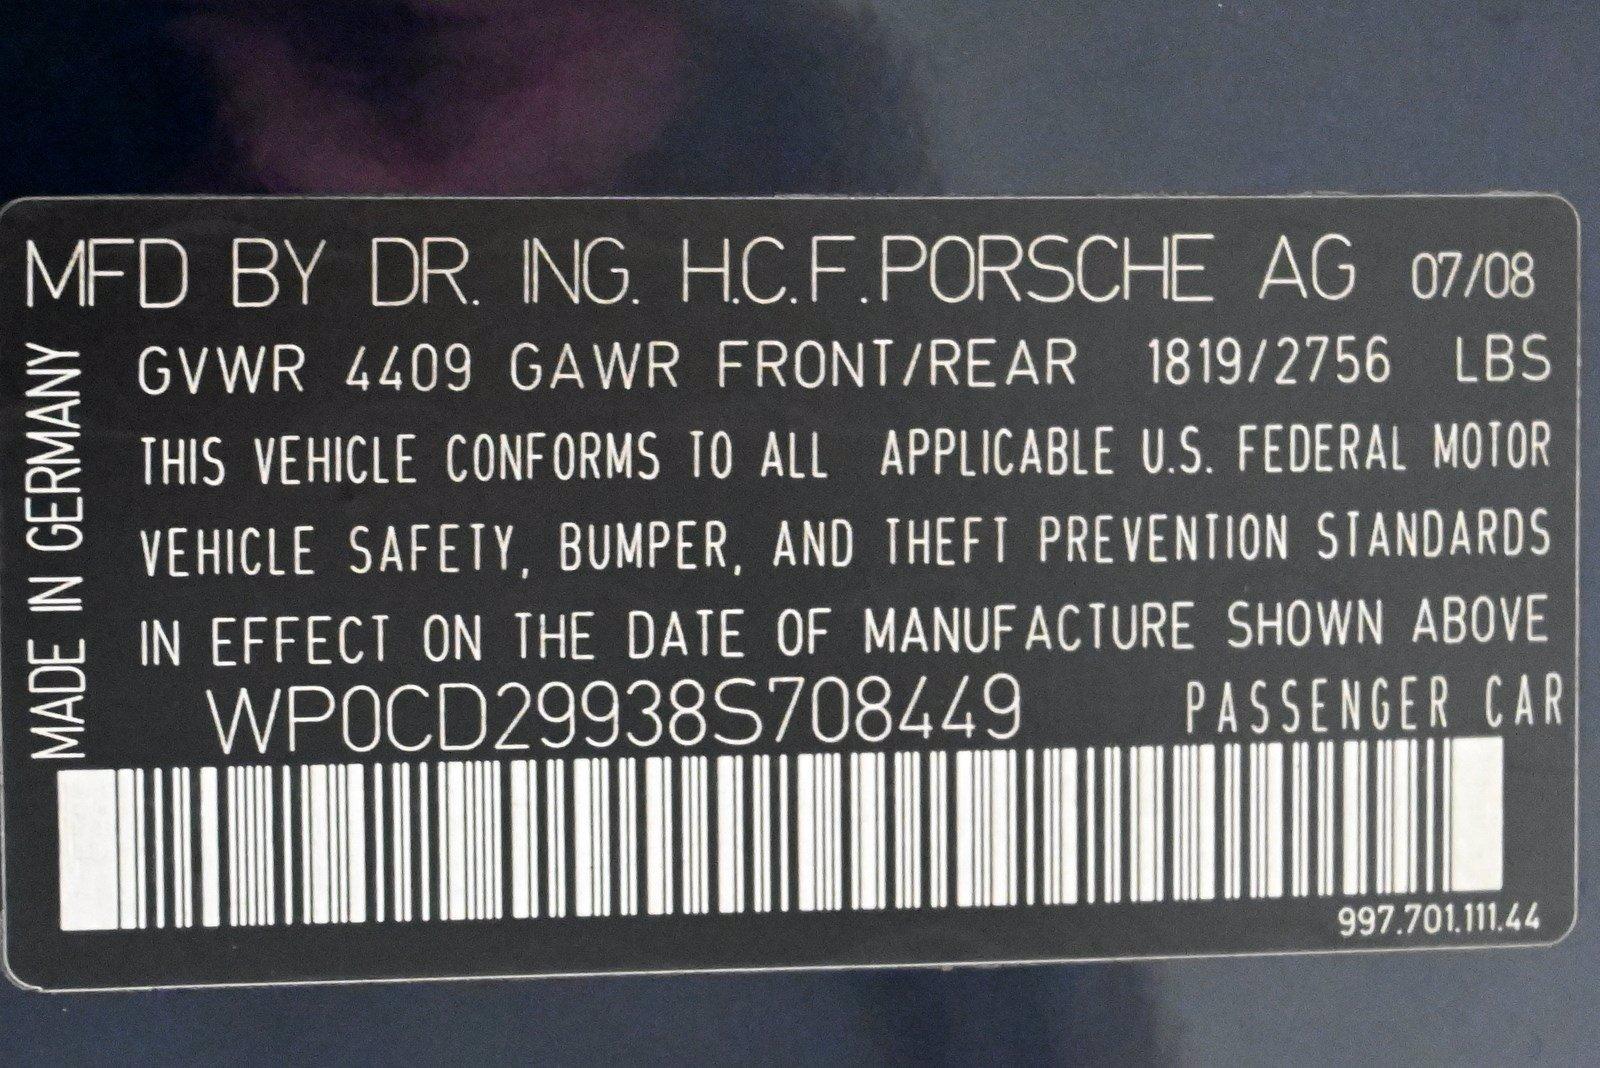 MFD BY DR. ING. H.C.F.PORSCHE AG 07/08
GVWR 4409 GAWR FRONT/REAR 1819/2756 LBS
THIS VEHICLE CONFORMS TO ALL APPLICABLE U.S. FEDERAL MOTOR
VEHICLE SAFETY, BUMPER, AND THEFT PREVENTION STANDARDS
IN EFFECT ON THE DATE OF MANUFACTURE SHOWN ABOVE
WP0CD29938S708449 PASSENGER CAR
997.701.111.44
MADE IN GERMANY